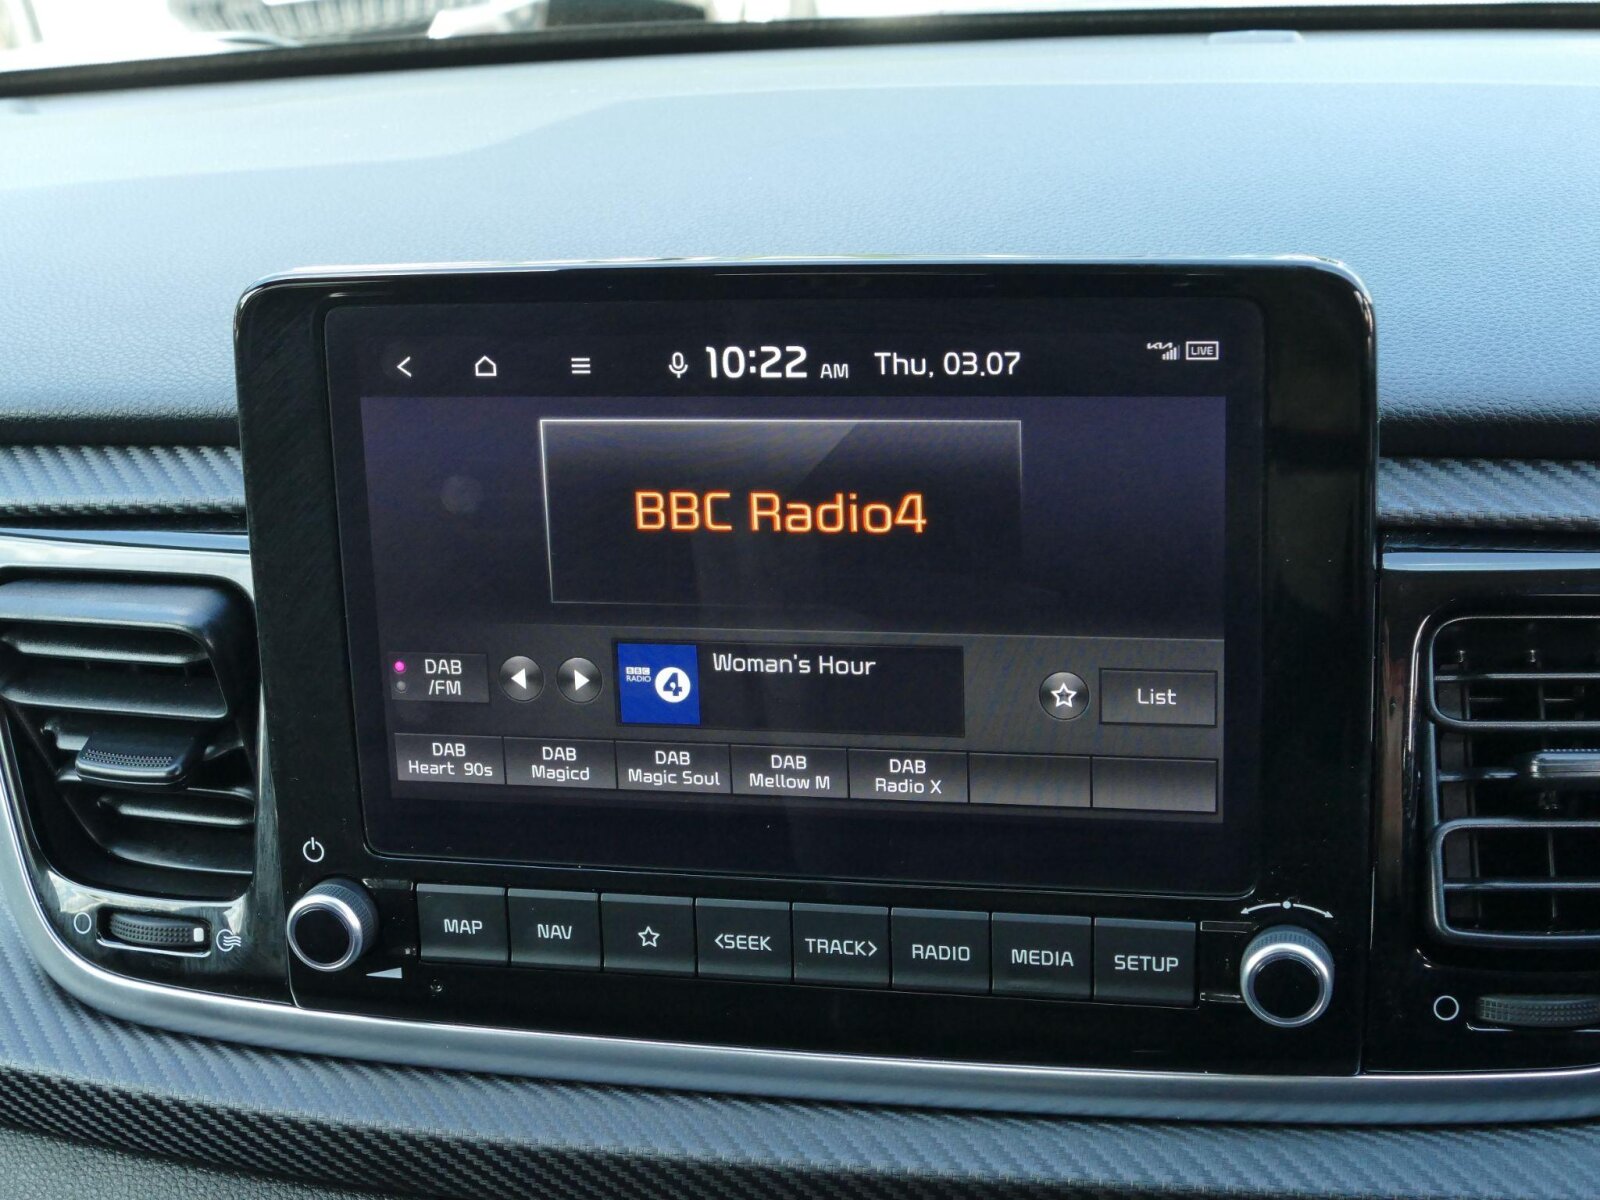 10:22 AM Thu, 03.07
KIA LIVE
BBC Radio4
DAB
/FM
BBC
RADIO
4
Woman's Hour
List
DAB
Heart 90s
DAB
Magicd
DAB
Magic Soul
DAB
Mellow M
DAB
Radio X
MAP
NAV
<SEEK
TRACK>
RADIO
MEDIA
SETUP